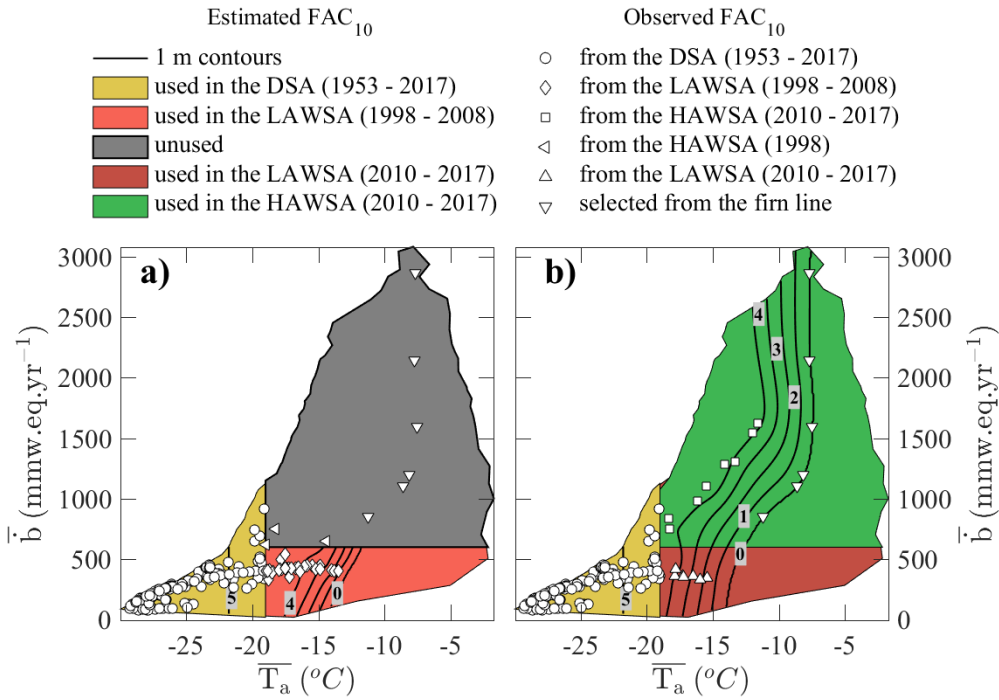 Estimated FAC10
1 m contours
used in the DSA (1953 - 2017)
used in the LAWSA (1998 - 2008)
unused
used in the LAWSA (2010 - 2017)
used in the HAWSA (2010 - 2017)
Observed FAC10
from the DSA (1953 - 2017)
from the LAWSA (1998 - 2008)
from the HAWSA (2010 - 2017)
from the HAWSA (1998)
from the LAWSA (2010 - 2017)
selected from the firn line
a)
3000
2500
2000
1500
1000
500
0
b̅̇ (mmw.eq.yr⁻¹)
5
4
0
-25 -20 -15 -10 -5
T̅a (°C)
b)
4
3
2
1
0
5
3000
2500
2000
1500
1000
500
0
b̅̇ (mmw.eq.yr⁻¹)
-25 -20 -15 -10 -5
T̅a (°C)